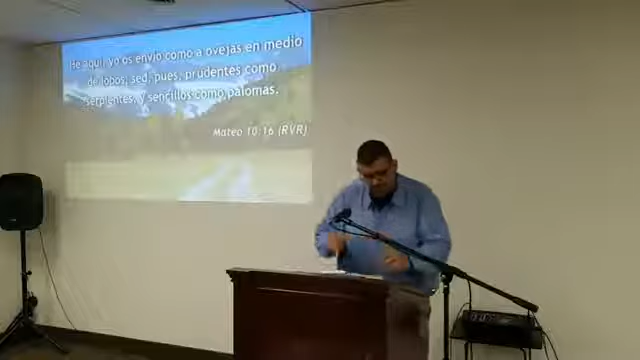 He aquí, yo os envío como a ovejas en medio
de lobos; sed, pues, prudentes como
serpientes, y sencillos como palomas.
Mateo 10:16 (RVR)